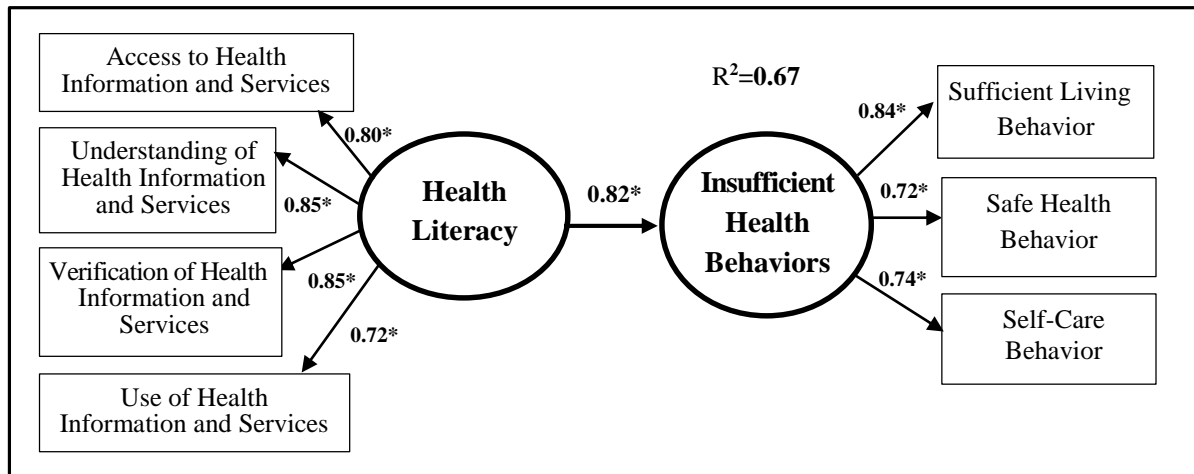 Access to Health
Information and Services
Understanding of
Health Information
and Services
Verification of Health
Information and
Services
Use of Health
Information and Services
0.80*
0.85*
0.85*
0.72*
Health
Literacy
0.82*
R²=0.67
Insufficient
Health
Behaviors
0.84*
0.72*
0.74*
Sufficient Living
Behavior
Safe Health
Behavior
Self-Care
Behavior